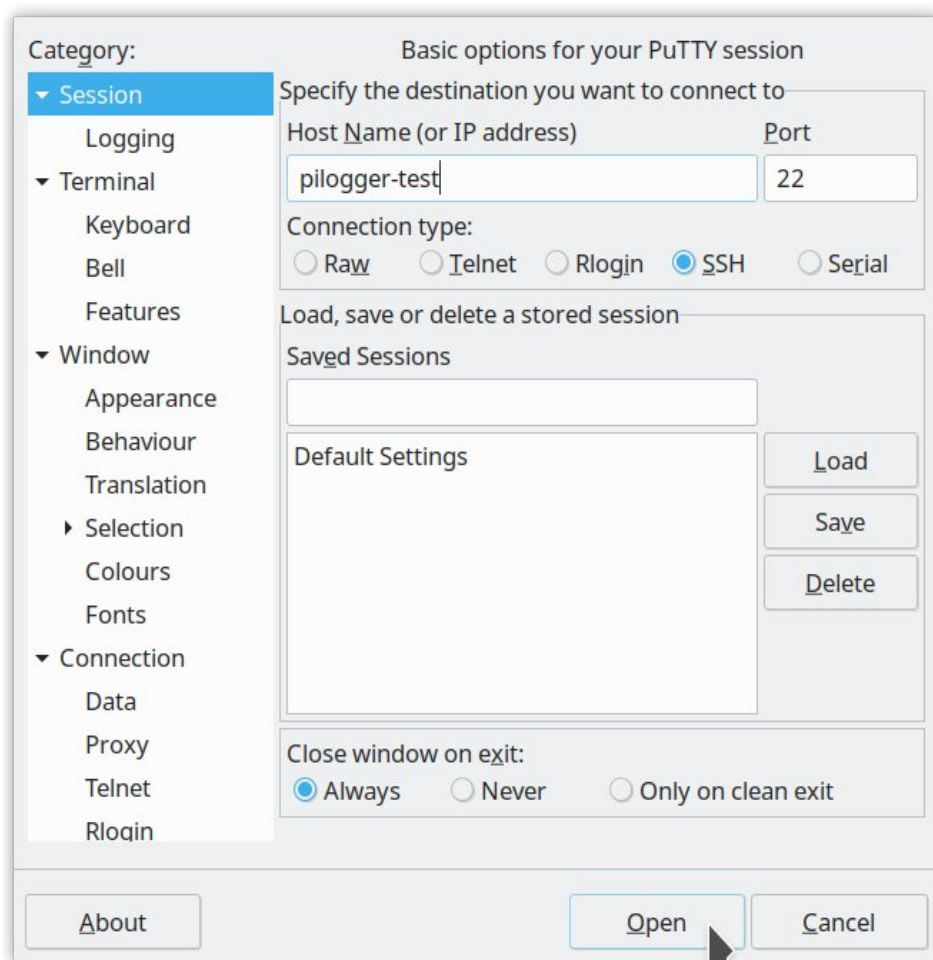 Category:
Session
Logging
Terminal
Keyboard
Bell
Features
Window
Appearance
Behaviour
Translation
Selection
Colours
Fonts
Connection
Data
Proxy
Telnet
Rlogin
Basic options for your PuTTY session
Specify the destination you want to connect to
Host Name (or IP address) Port
pilogger-test 22
Connection type:
Raw Telnet Rlogin SSH Serial
Load, save or delete a stored session
Saved Sessions
Default Settings
Load
Save
Delete
Close window on exit:
Always Never Only on clean exit
About Open Cancel